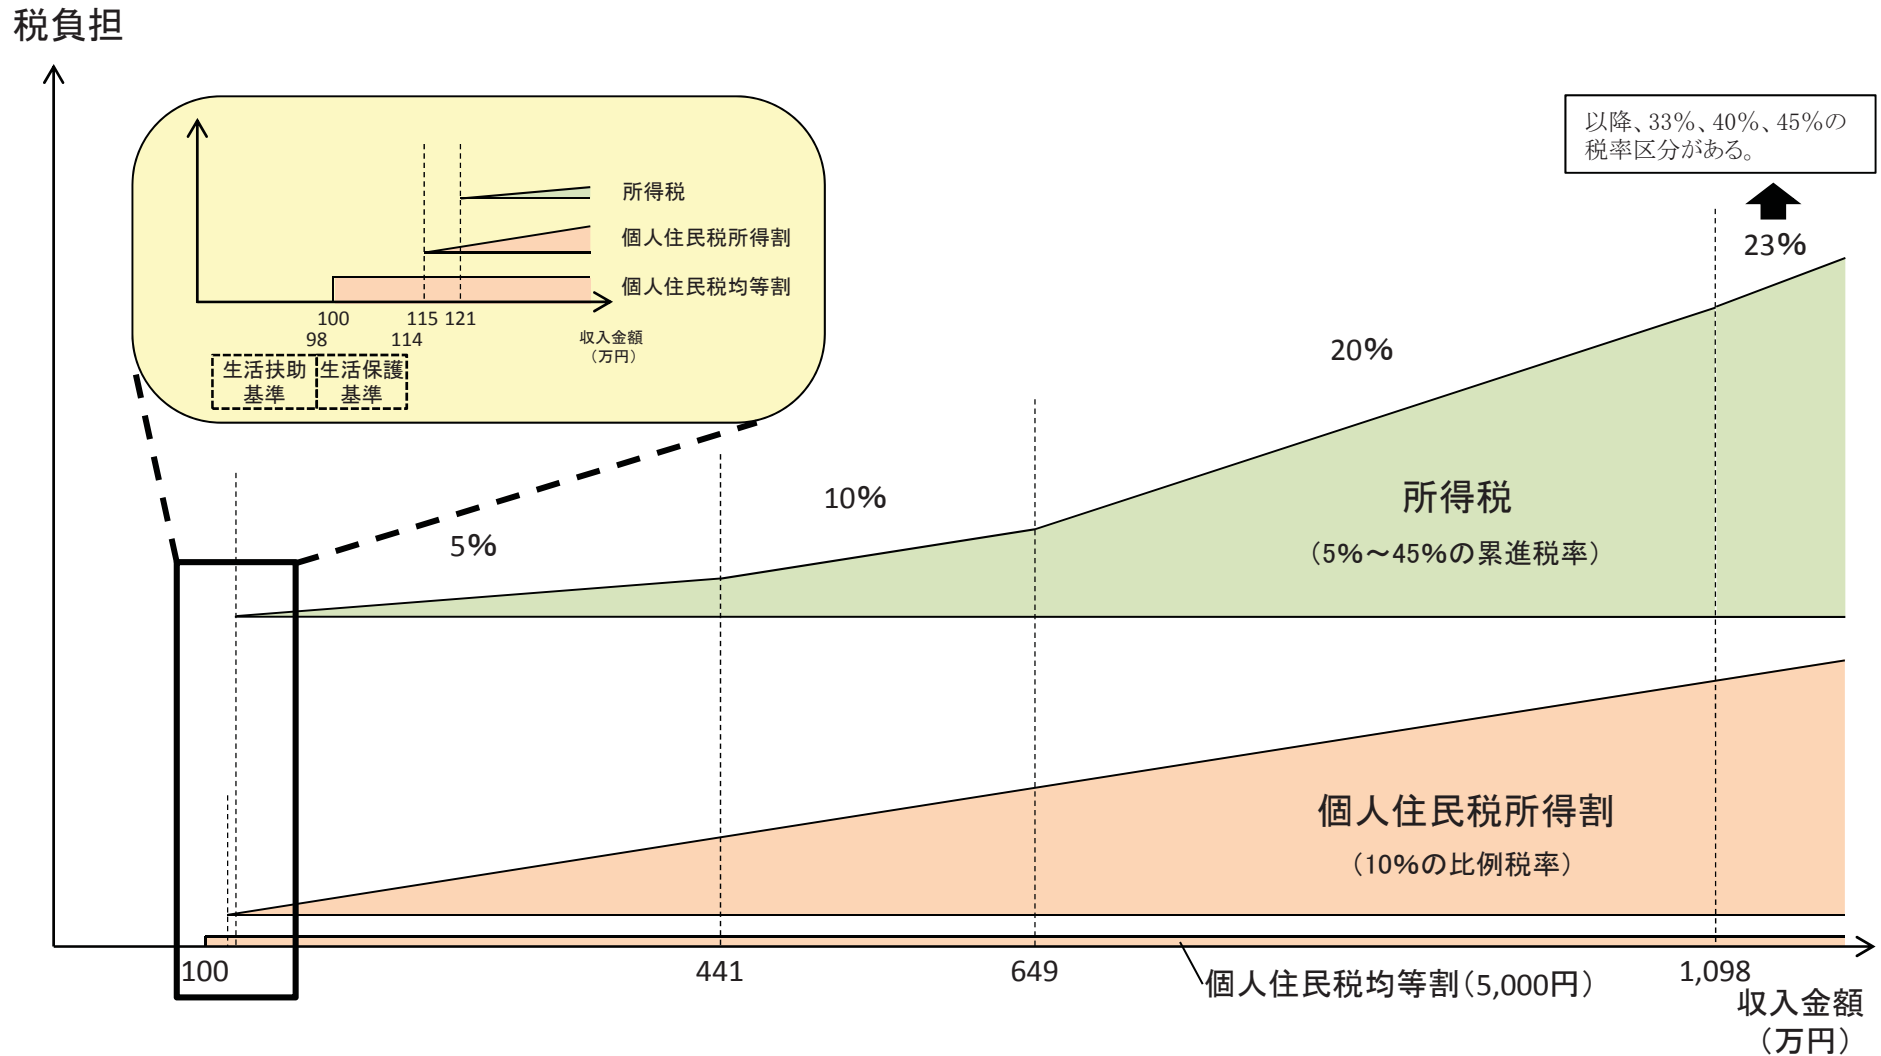 税負担
以降、33%、40%、45%の
税率区分がある。
23%
所得税
個人住民税所得割
個人住民税均等割
100
115
121
98
114
収入金額
（万円）
生活扶助
基準
生活保護
基準
20%
10%
5%
所得税
（5%～45%の累進税率）
個人住民税所得割
（10%の比例税率）
100
441
649
1,098
個人住民税均等割（5,000円）
収入金額
（万円）